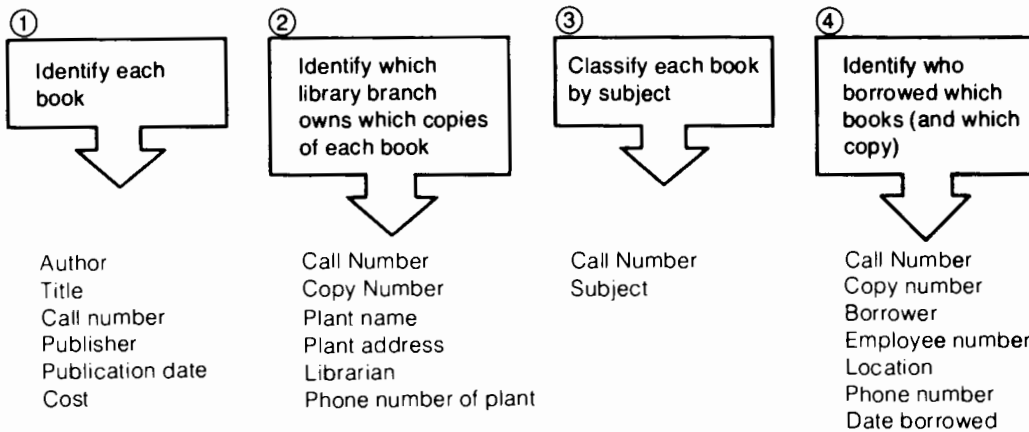 1
Identify each
book
Author
Title
Call number
Publisher
Publication date
Cost
2
Identify which
library branch
owns which copies
of each book
Call Number
Copy Number
Plant name
Plant address
Librarian
Phone number of plant
3
Classify each book
by subject
Call Number
Subject
4
Identify who
borrowed which
books (and which
copy)
Call Number
Copy number
Borrower
Employee number
Location
Phone number
Date borrowed